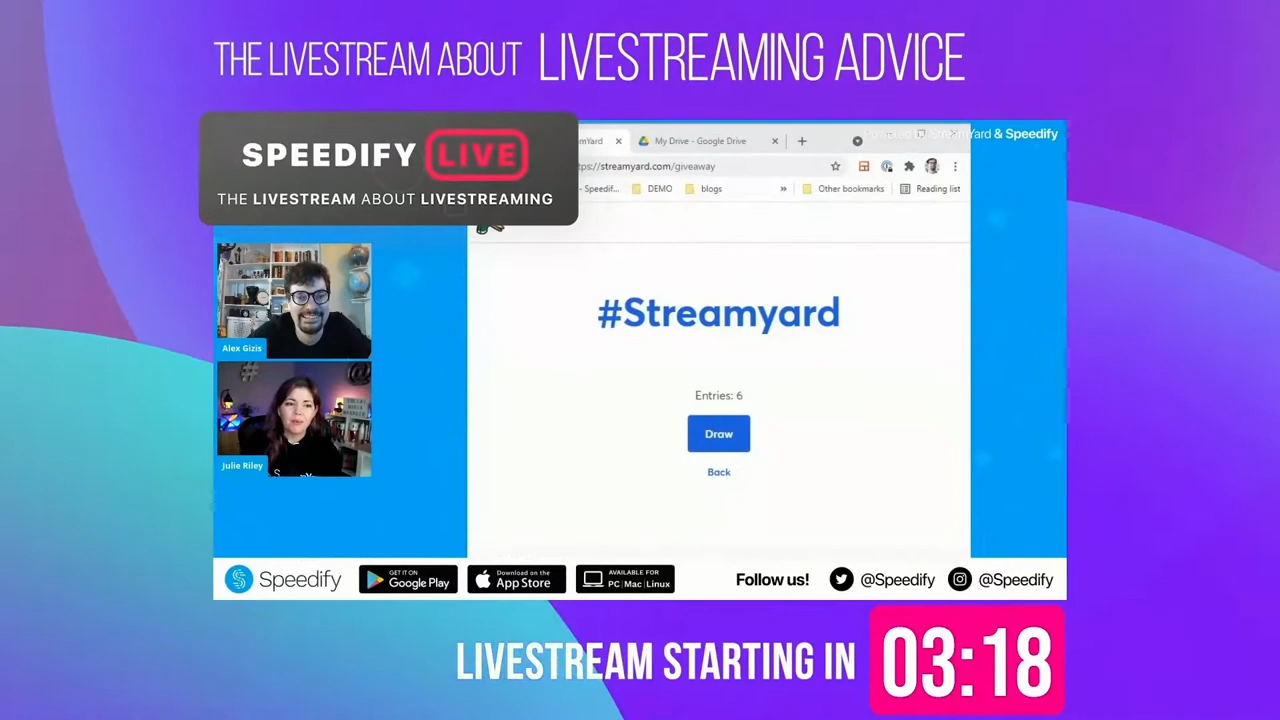 THE LIVESTREAM ABOUT LIVESTREAMING ADVICE
SPEEDIFY LIVE
THE LIVESTREAM ABOUT LIVESTREAMING
Powered by StreamYard & Speedify
My Drive - Google Drive
streamyard.com/giveaway
DEMO blogs » Other bookmarks Reading list
#Streamyard
Entries: 6
Draw
Back
Alex Gizis
Julie Riley
Speedify
GET IT ON
Google Play
Download on the
App Store
AVAILABLE FOR
PC|Mac|Linux
Follow us! @Speedify @Speedify
LIVESTREAM STARTING IN 03:18